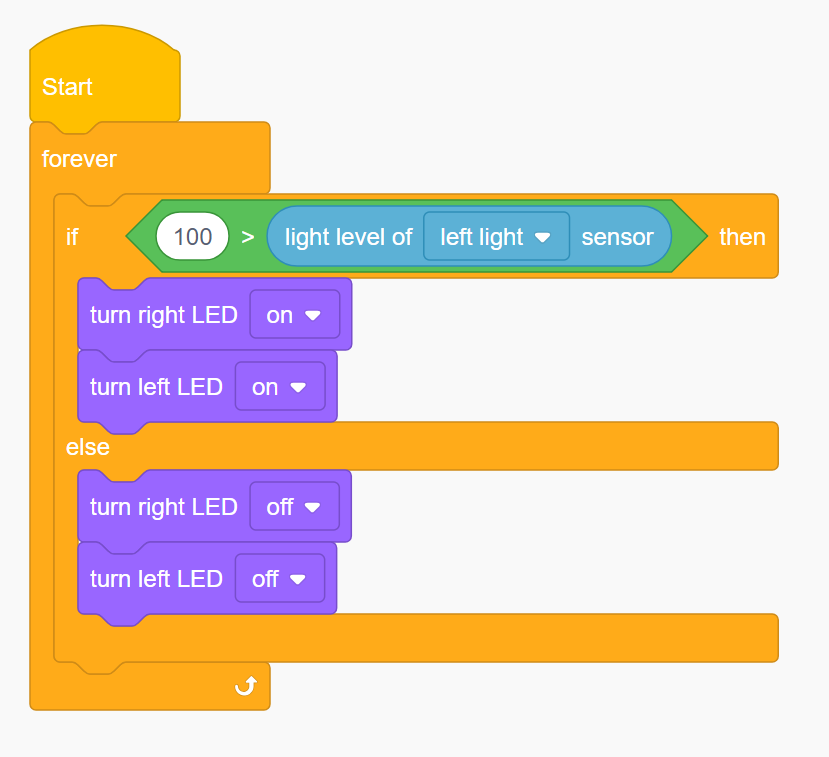 Start
forever
if 100 > light level of left light sensor then
turn right LED on
turn left LED on
else
turn right LED off
turn left LED off